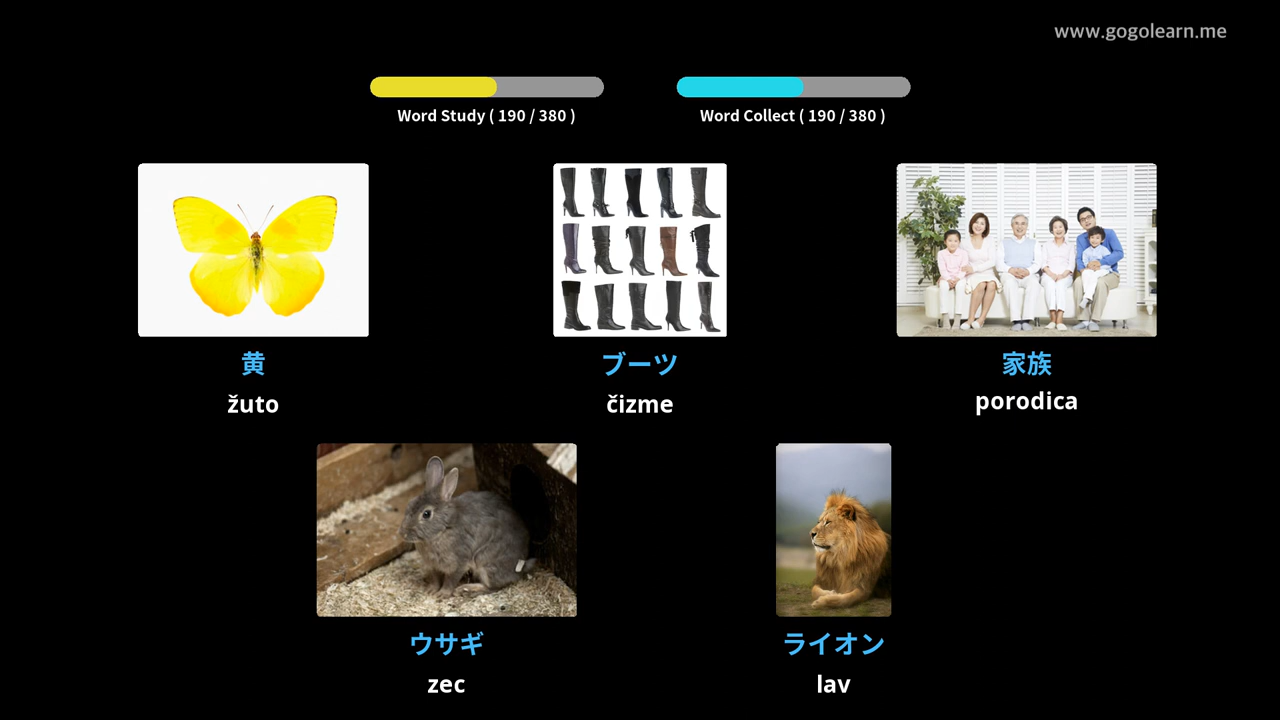 www.gogolearn.me
Word Study ( 190 / 380 )
Word Collect ( 190 / 380 )
黄
ブーツ
家族
žuto
čizme
porodica
ウサギ
ライオン
zec
lav